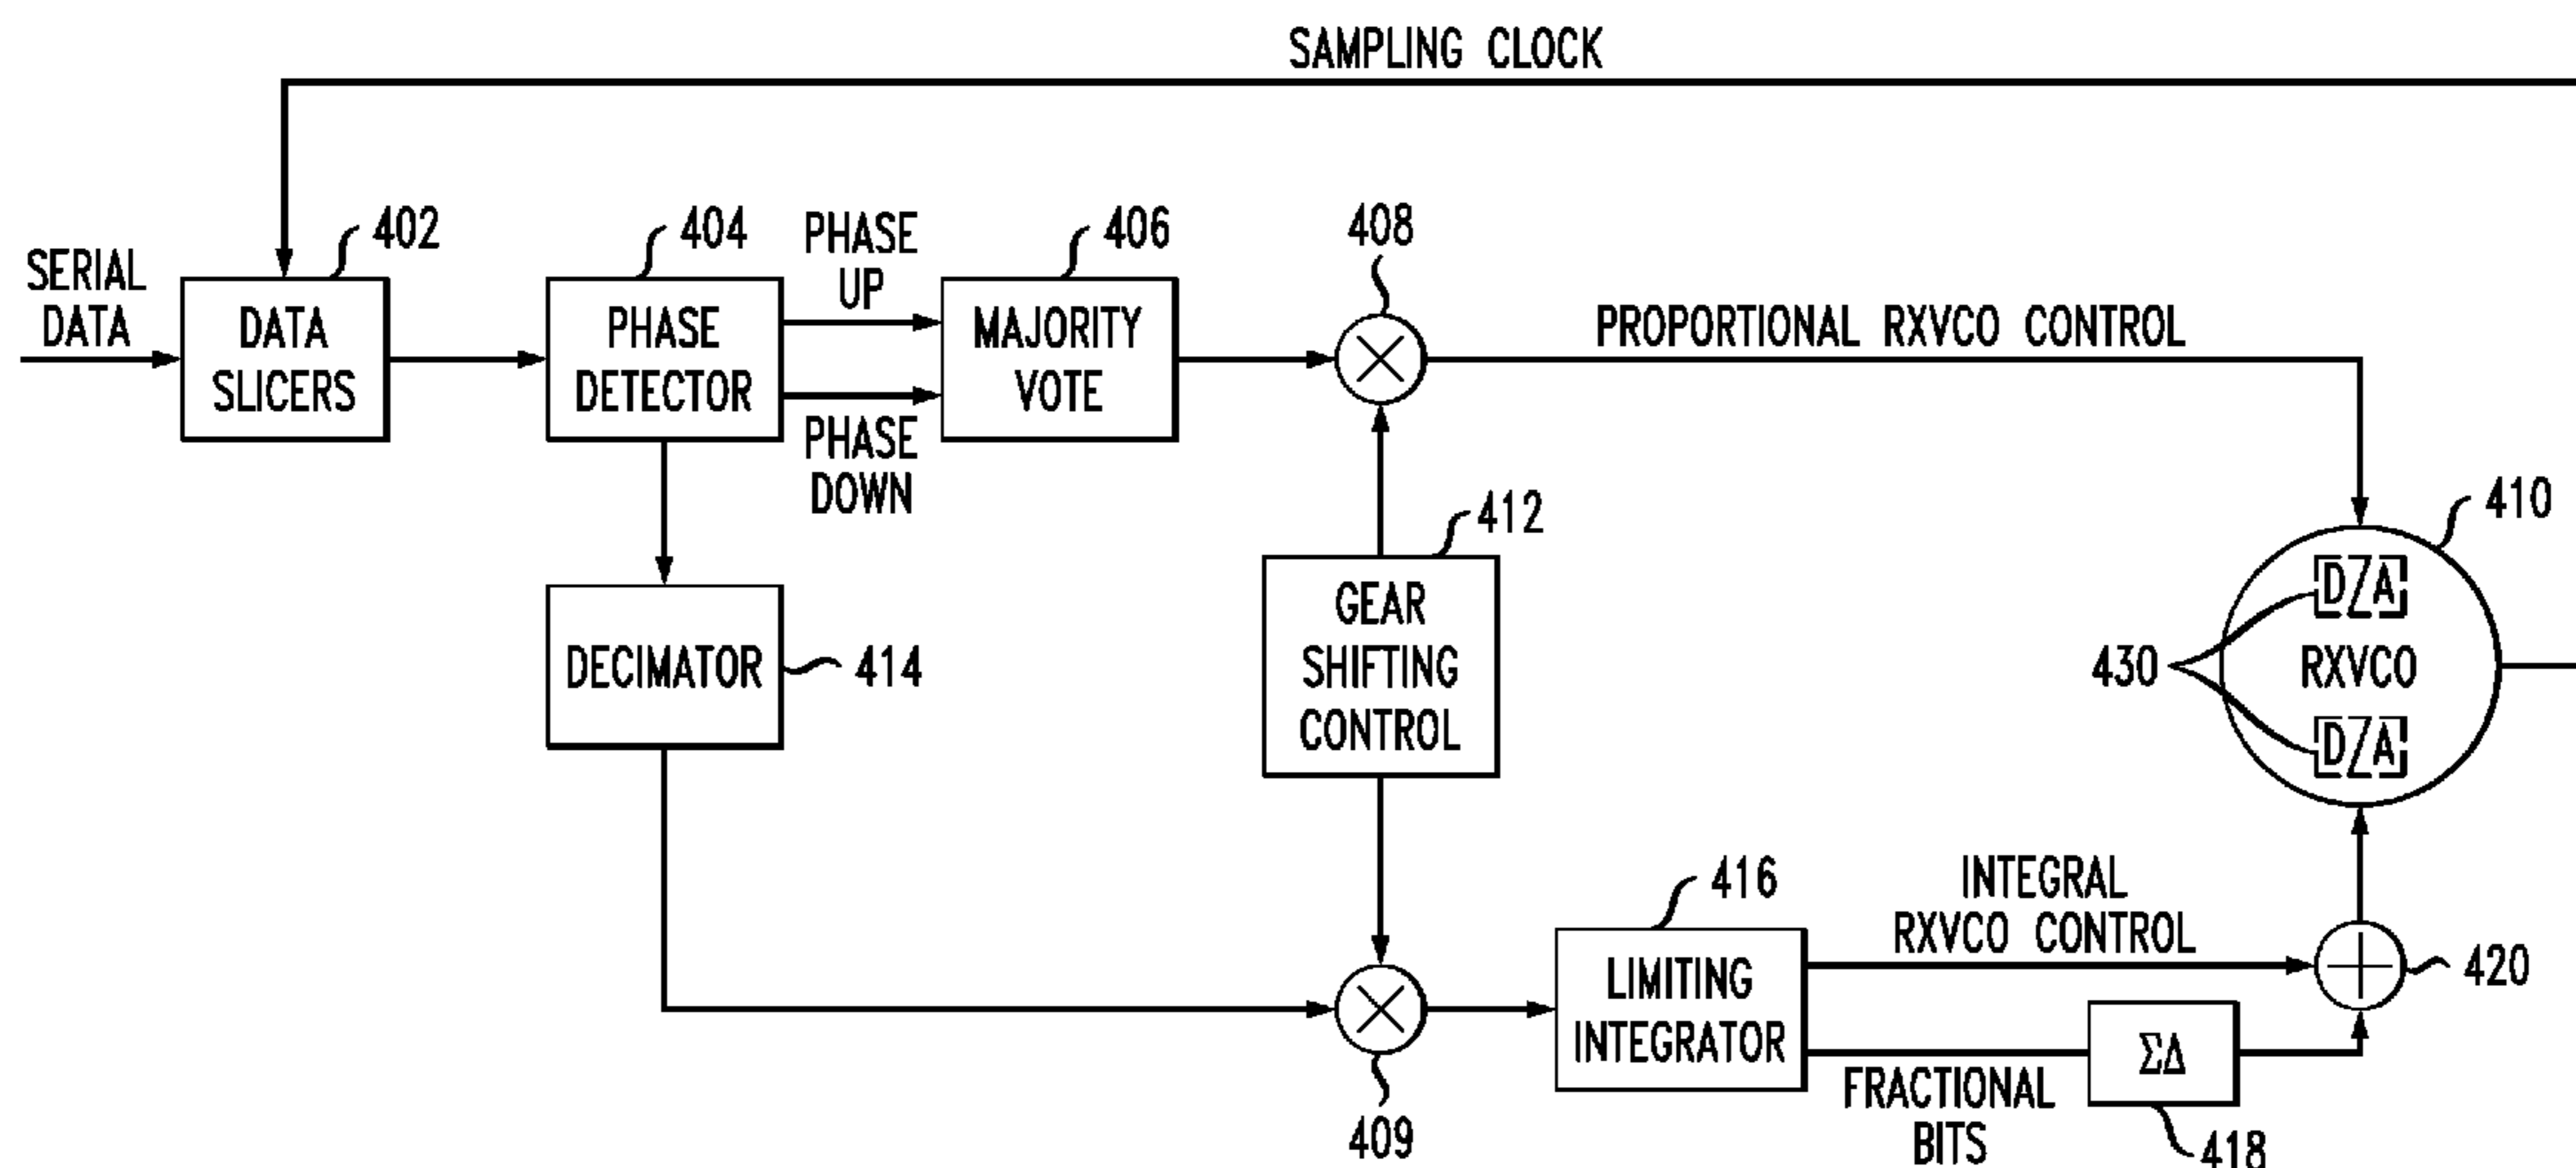 SAMPLING CLOCK
SERIAL
DATA
402
DATA
SLICERS
404
PHASE
DETECTOR
PHASE
UP
PHASE
DOWN
406
MAJORITY
VOTE
408
PROPORTIONAL RXVCO CONTROL
410
D/A
RXVCO
D/A
430
412
GEAR
SHIFTING
CONTROL
DECIMATOR
414
409
416
LIMITING
INTEGRATOR
INTEGRAL
RXVCO CONTROL
420
FRACTIONAL
BITS
ΣΔ
418